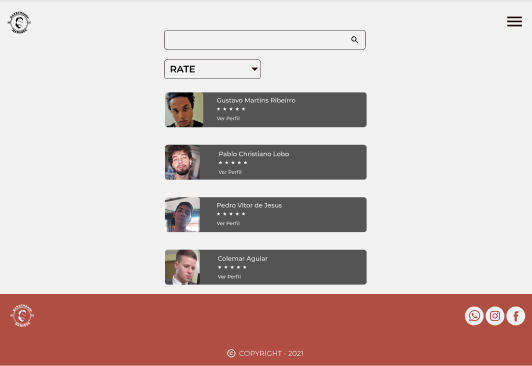 RATE
Gustavo Martins Ribeirro
Ver Perfil
Pablo Christiano Lobo
Ver Perfil
Pedro Vitor de Jesus
Ver Perfil
Colemar Aguiar
Ver Perfil
© COPYRIGHT - 2021